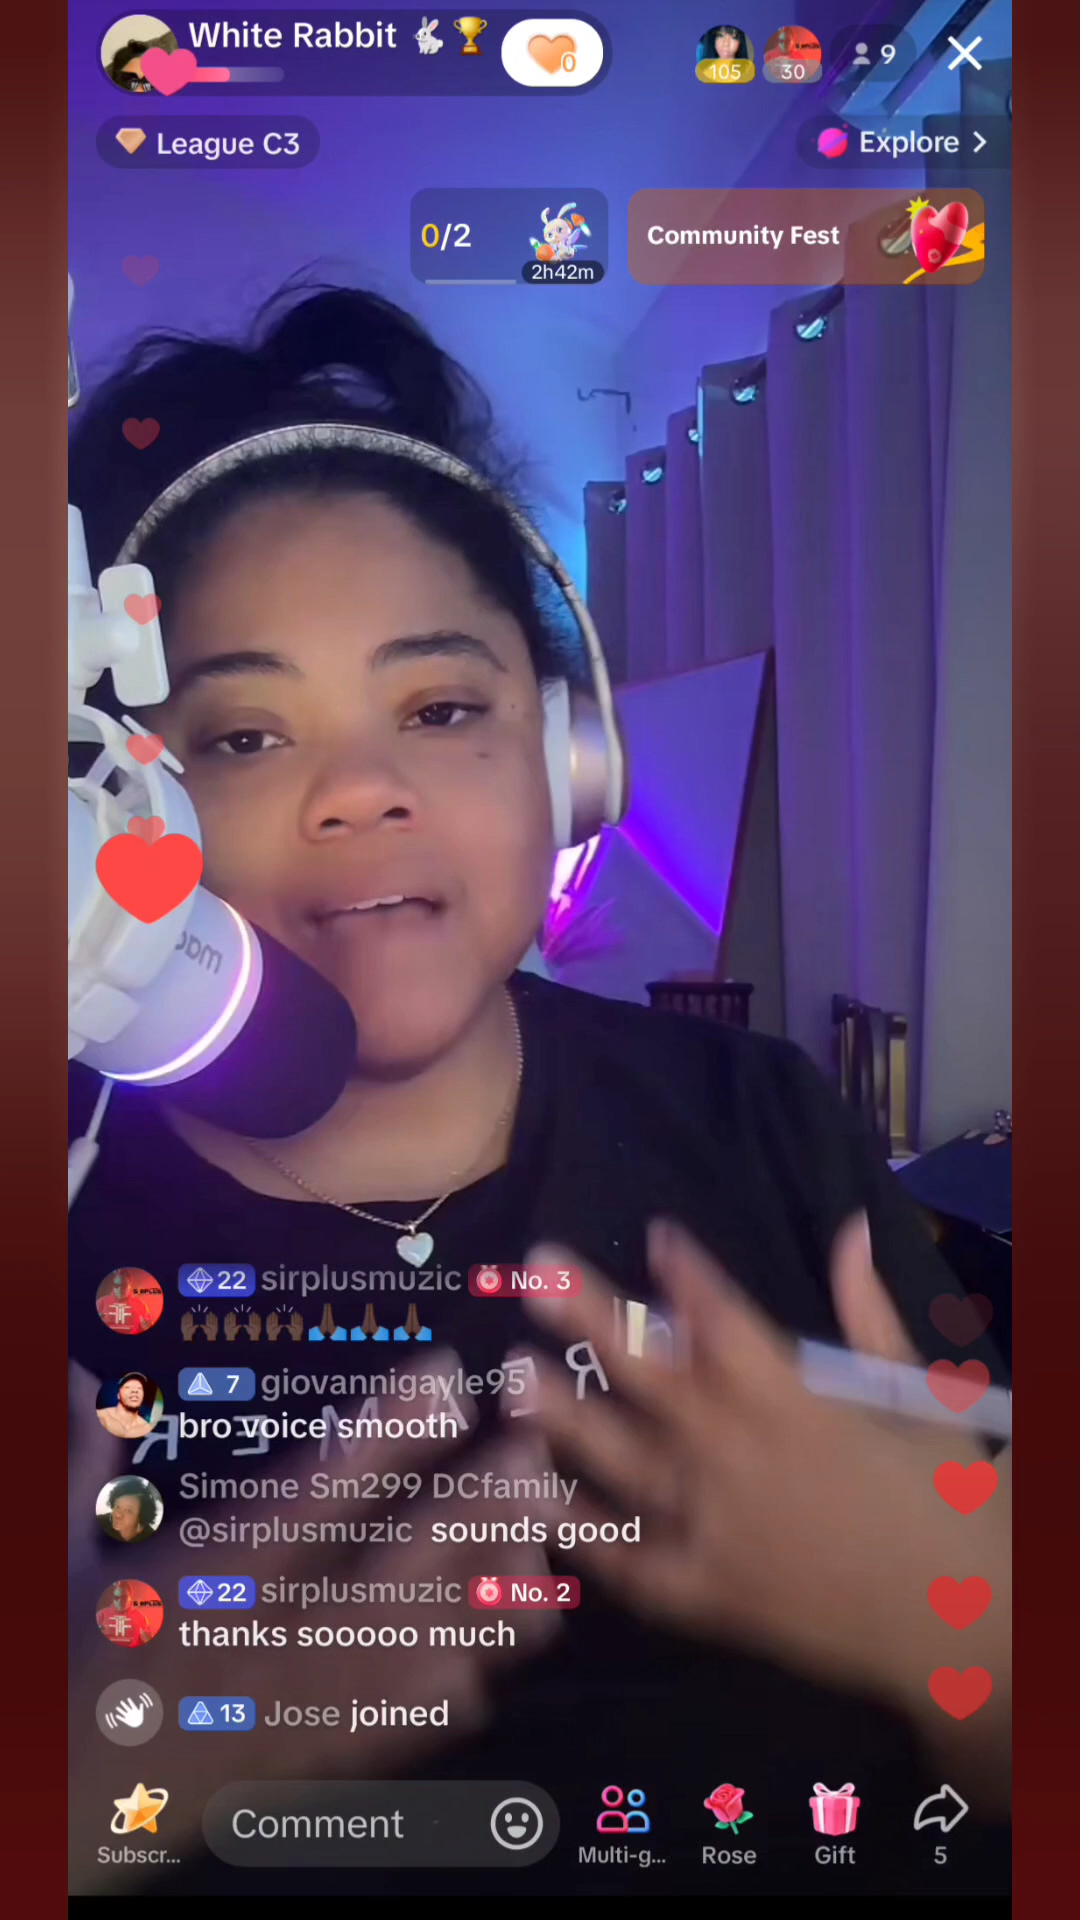 White Rabbit 🐇🏆
0
105
30
9
League C3
Explore >
0/2
2h42m
Community Fest
22 sirplusmuzic No. 3
🙌🏾🙌🏾🙌🏾🙏🏾🙏🏾🙏🏾
7 giovannigayle95
bro voice smooth
Simone Sm299 DCfamily
@sirplusmuzic sounds good
22 sirplusmuzic No. 2
thanks sooooo much
13 Jose joined
Subscr...
Comment
Multi-g...
Rose
Gift
5